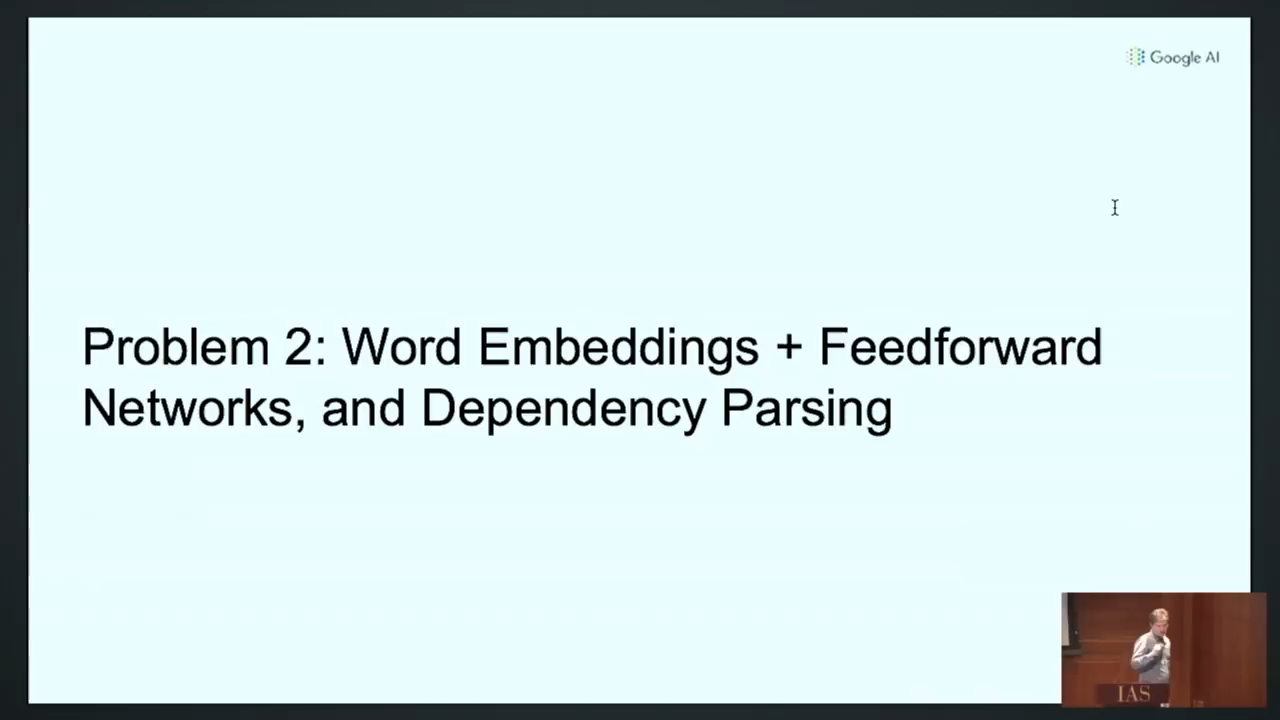 Google AI
Problem 2: Word Embeddings + Feedforward
Networks, and Dependency Parsing
IAS